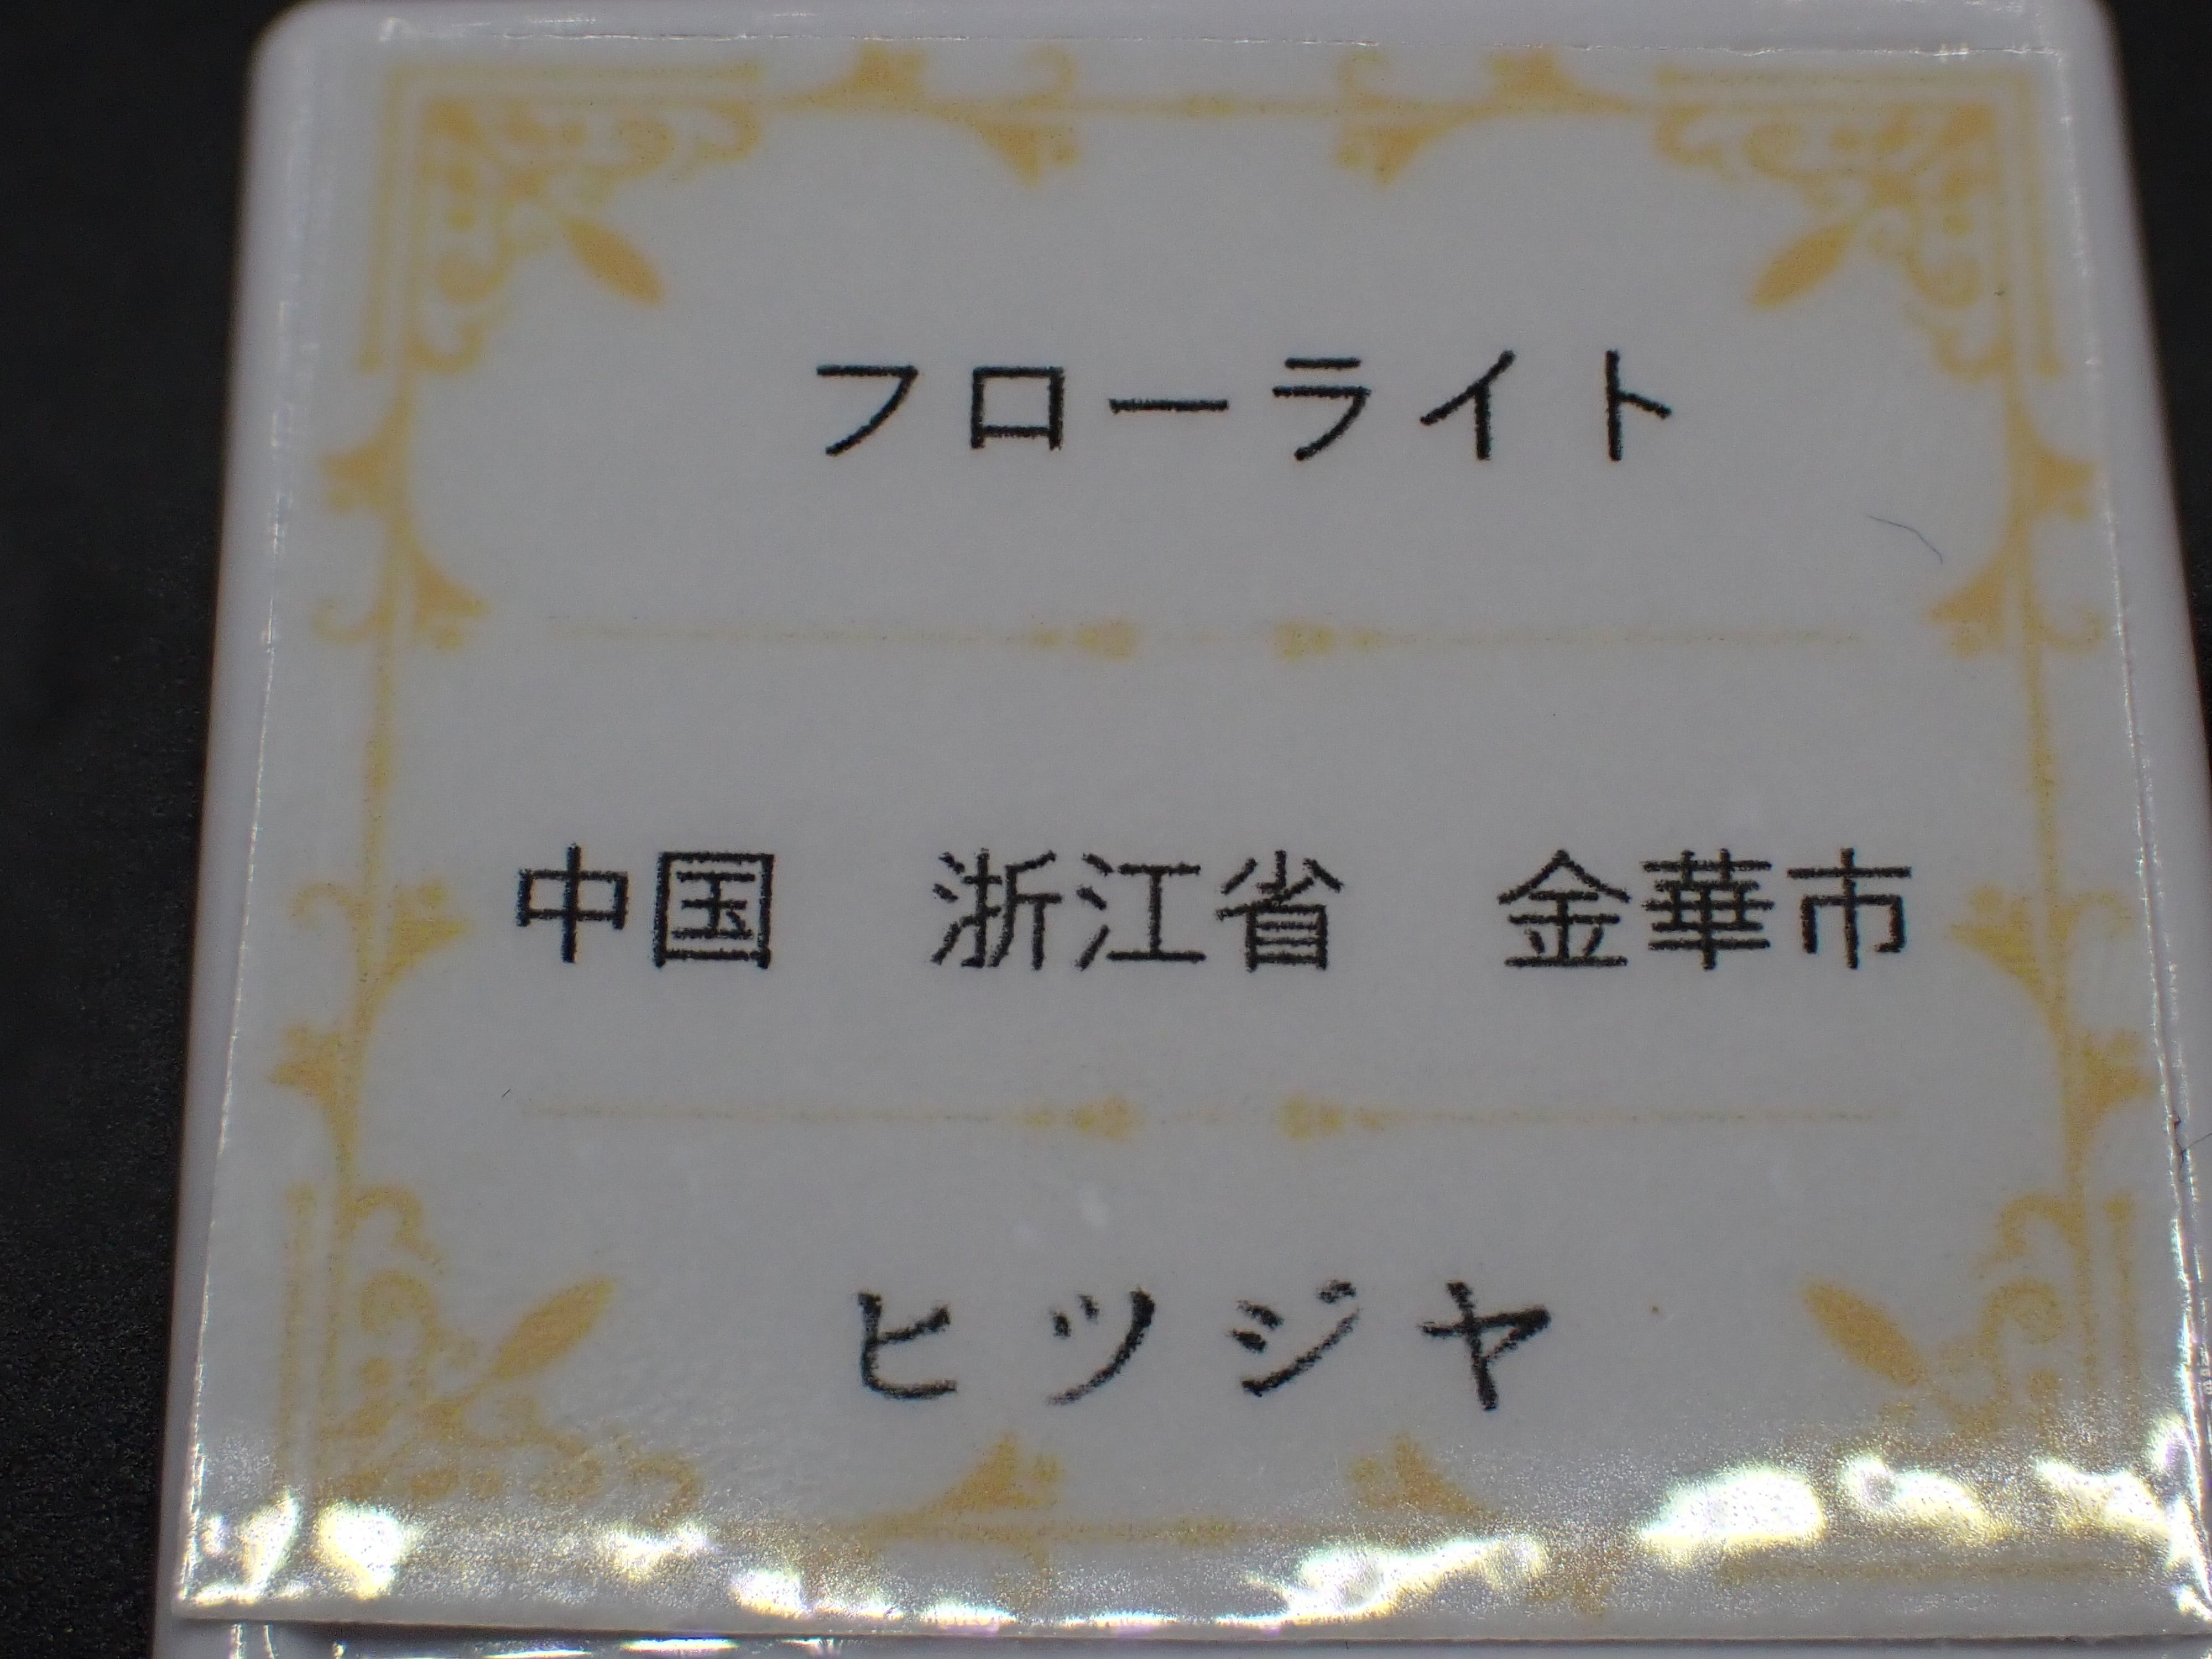 フローライト
中国　浙江省　金華市
ヒツジヤ